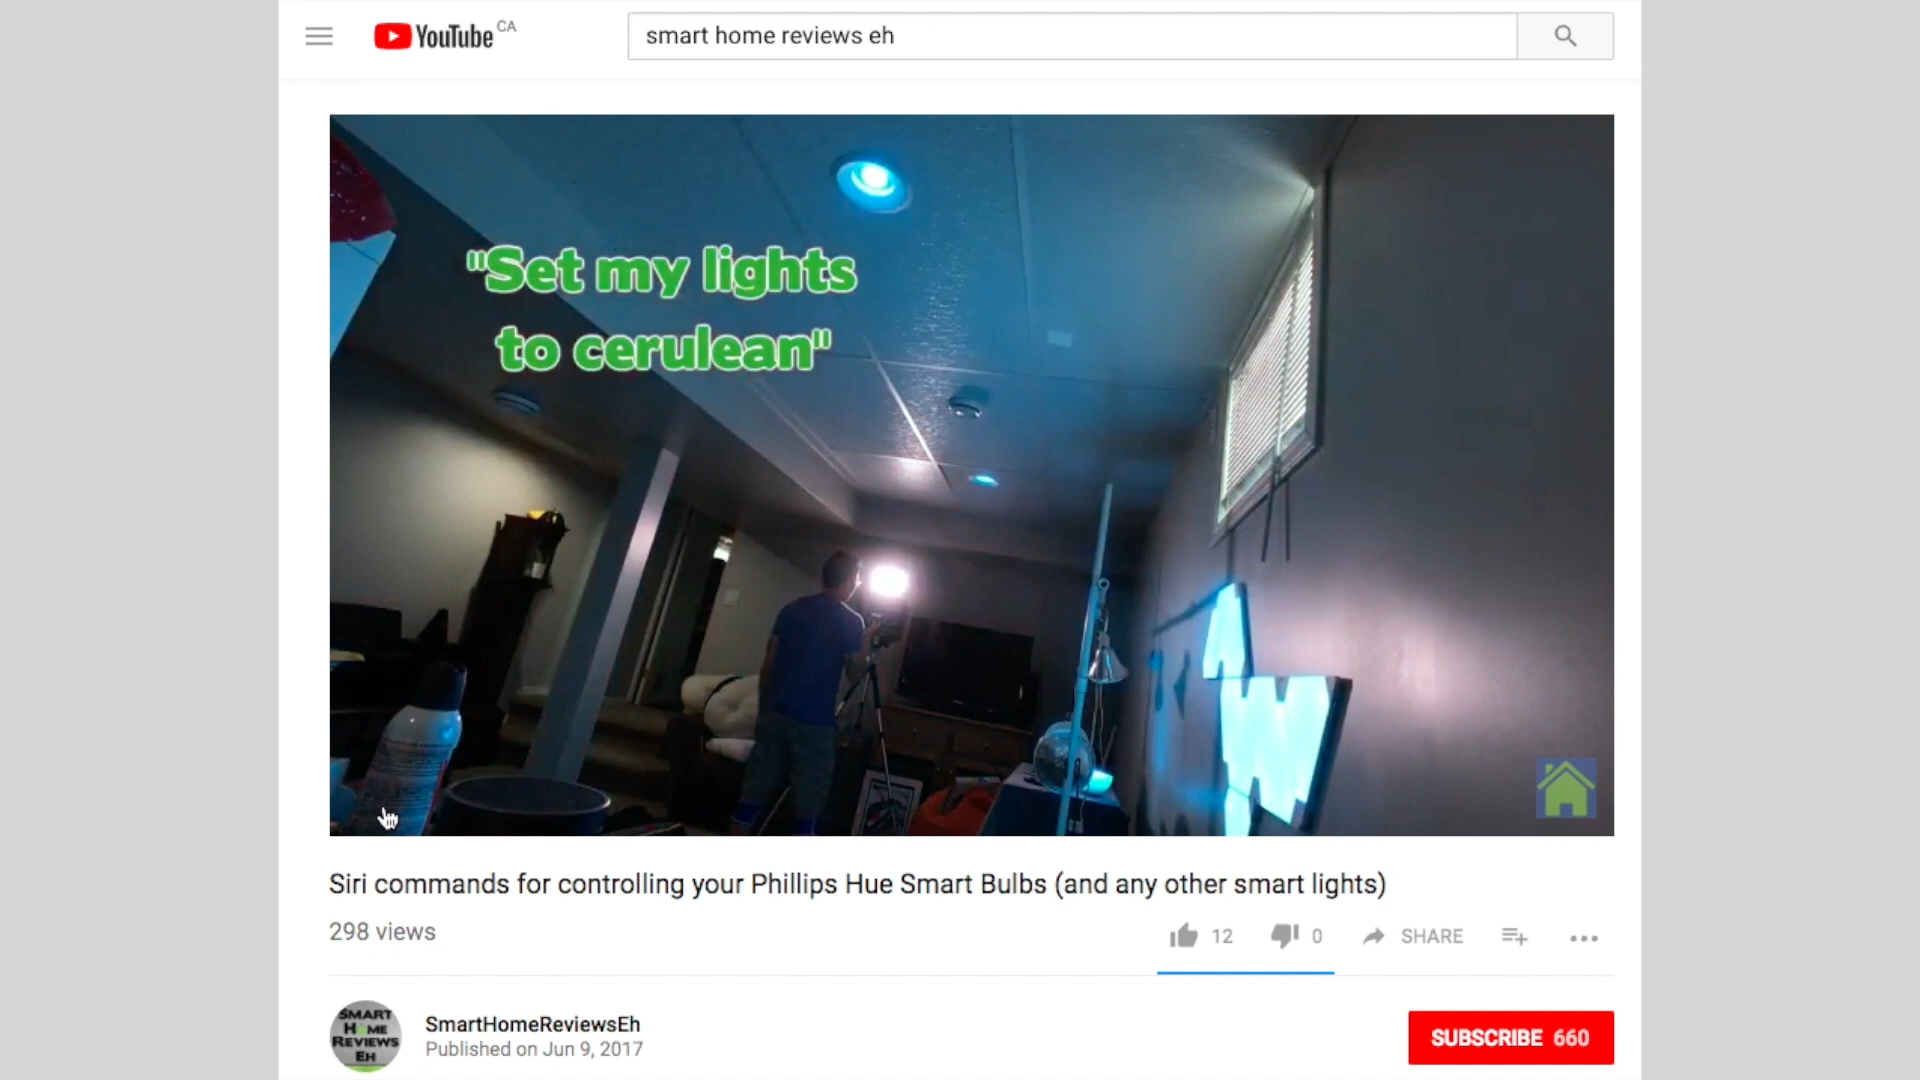 YouTube CA
smart home reviews eh
"Set my lights
to cerulean"
Siri commands for controlling your Phillips Hue Smart Bulbs (and any other smart lights)
298 views
12
0
SHARE
SMART
HOME
REVIEWS
EH
SmartHomeReviewsEh
Published on Jun 9, 2017
SUBSCRIBE 660